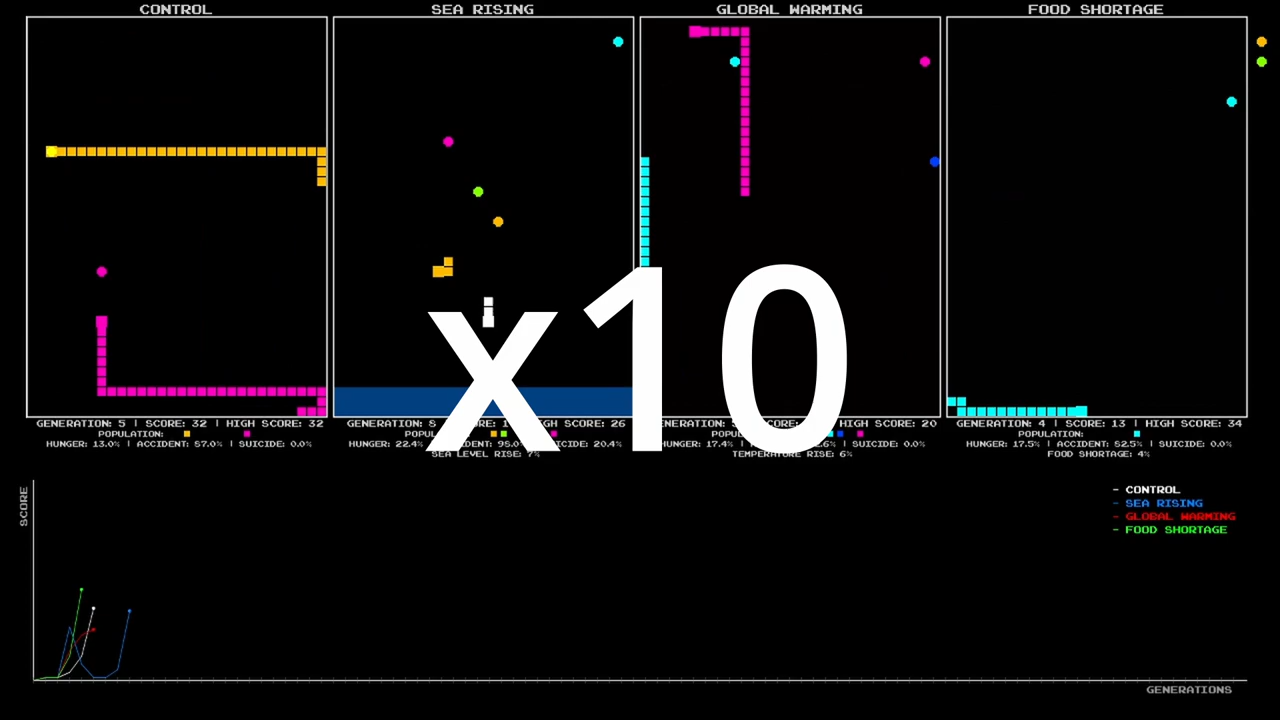 CONTROL
SEA RISING
GLOBAL WARMING
FOOD SHORTAGE
x10
GENERATION: 5 | SCORE: 32 | HIGH SCORE: 32
POPULATION:
HUNGER: 13.0% | ACCIDENT: 87.0% | SUICIDE: 0.0%
GENERATION: 8
SCORE: 26
HUNGER: 22.4%
20.4%
SEA LEVEL RISE: 7%
HIGH SCORE: 20
HUNGER: 17.4%
SUICIDE: 0.0%
TEMPERATURE RISE: 6%
GENERATION: 4 | SCORE: 13 | HIGH SCORE: 34
POPULATION:
HUNGER: 17.5% | ACCIDENT: 82.5% | SUICIDE: 0.0%
FOOD SHORTAGE: 4%
SCORE
- CONTROL
- SEA RISING
- GLOBAL WARMING
- FOOD SHORTAGE
GENERATIONS